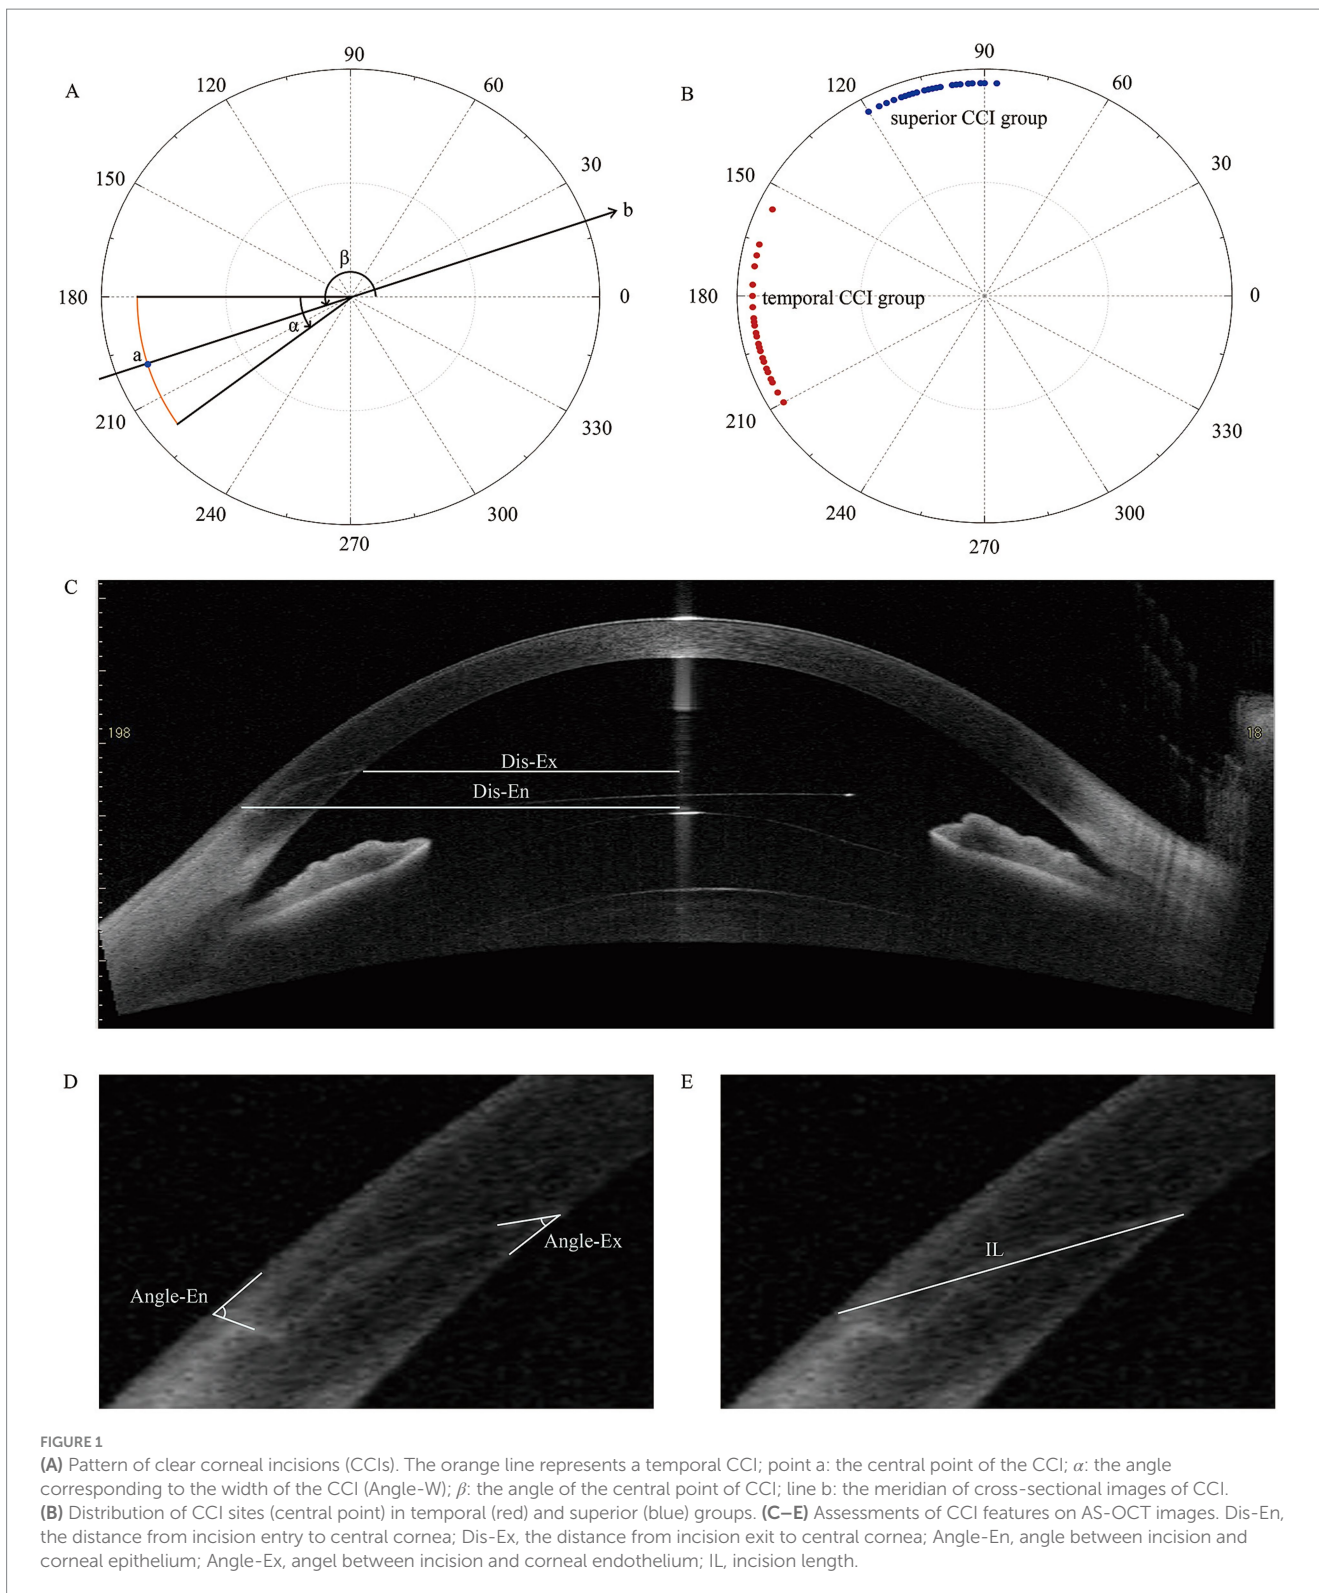 A
90
120
60
150
30
b
β
180
0
α
a
210
330
240
300
270
B
90
120
60
superior CCI group
150
30
180
temporal CCI group
0
210
330
240
300
270
C
198
18
Dis-Ex
Dis-En
D
Angle-Ex
Angle-En
E
IL
FIGURE 1
(A) Pattern of clear corneal incisions (CCIs). The orange line represents a temporal CCI; point a: the central point of the CCI; α: the angle
corresponding to the width of the CCI (Angle-W); β: the angle of the central point of CCI; line b: the meridian of cross-sectional images of CCI.
(B) Distribution of CCI sites (central point) in temporal (red) and superior (blue) groups. (C–E) Assessments of CCI features on AS-OCT images. Dis-En,
the distance from incision entry to central cornea; Dis-Ex, the distance from incision exit to central cornea; Angle-En, angle between incision and
corneal epithelium; Angle-Ex, angel between incision and corneal endothelium; IL, incision length.